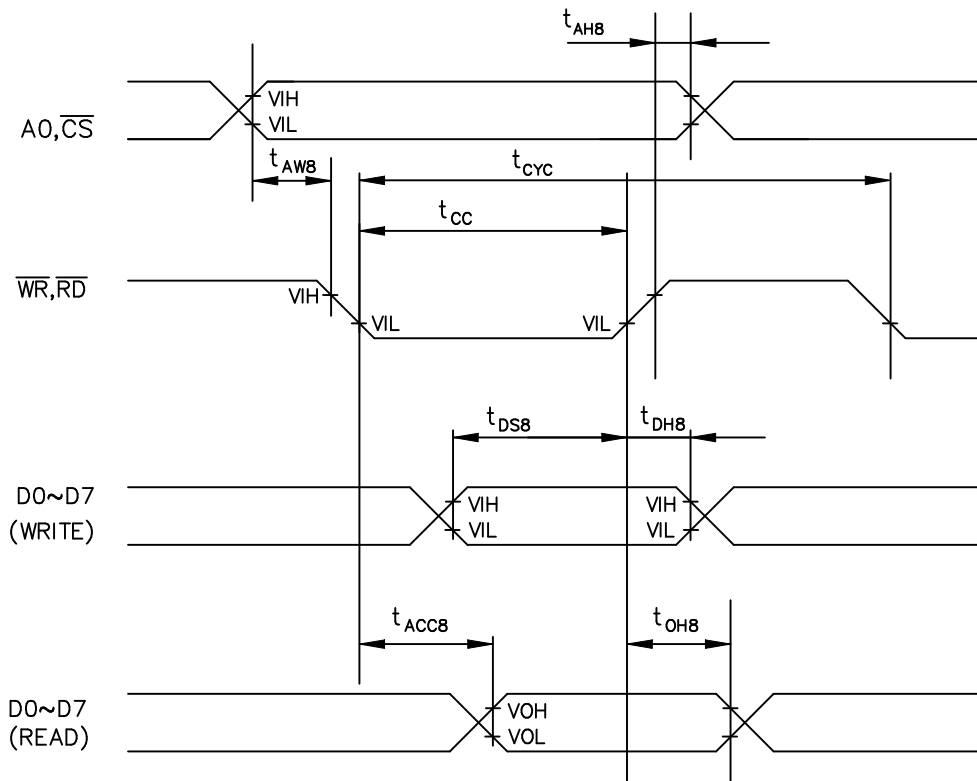 tAH8
A0,CS
VIH
VIL
tAW8
tCYC
tCC
WR,RD
VIH
VIL
VIL
tDS8
tDH8
D0~D7
(WRITE)
VIH
VIL
VIH
VIL
tACC8
tOH8
D0~D7
(READ)
VOH
VOL